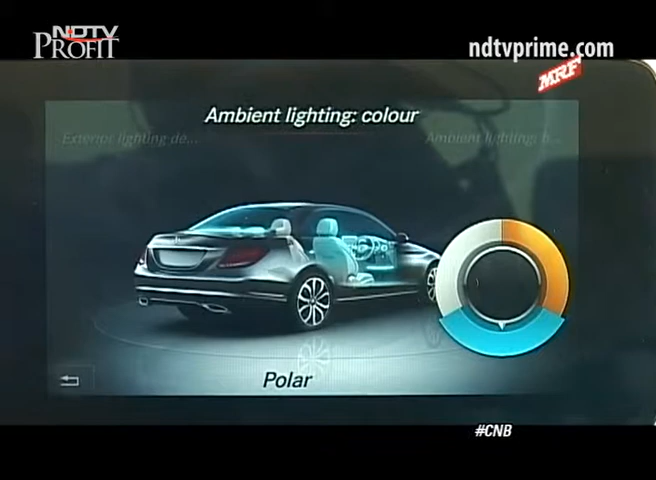 NDTV
PROFIT
ndtvprime.com
MRF
Ambient lighting: colour
Exterior lighting de...
Ambient lighting b...
Polar
#CNB